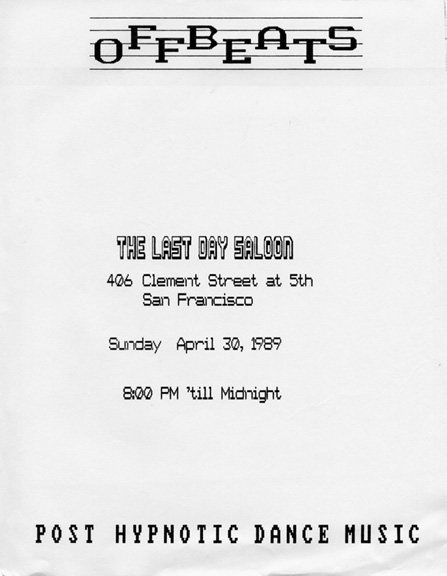 OFFBEATS
THE LAST DAY SALOON
406 Clement Street at 5th
San Francisco
Sunday April 30, 1989
8:00 PM 'till Midnight
POST HYPNOTIC DANCE MUSIC